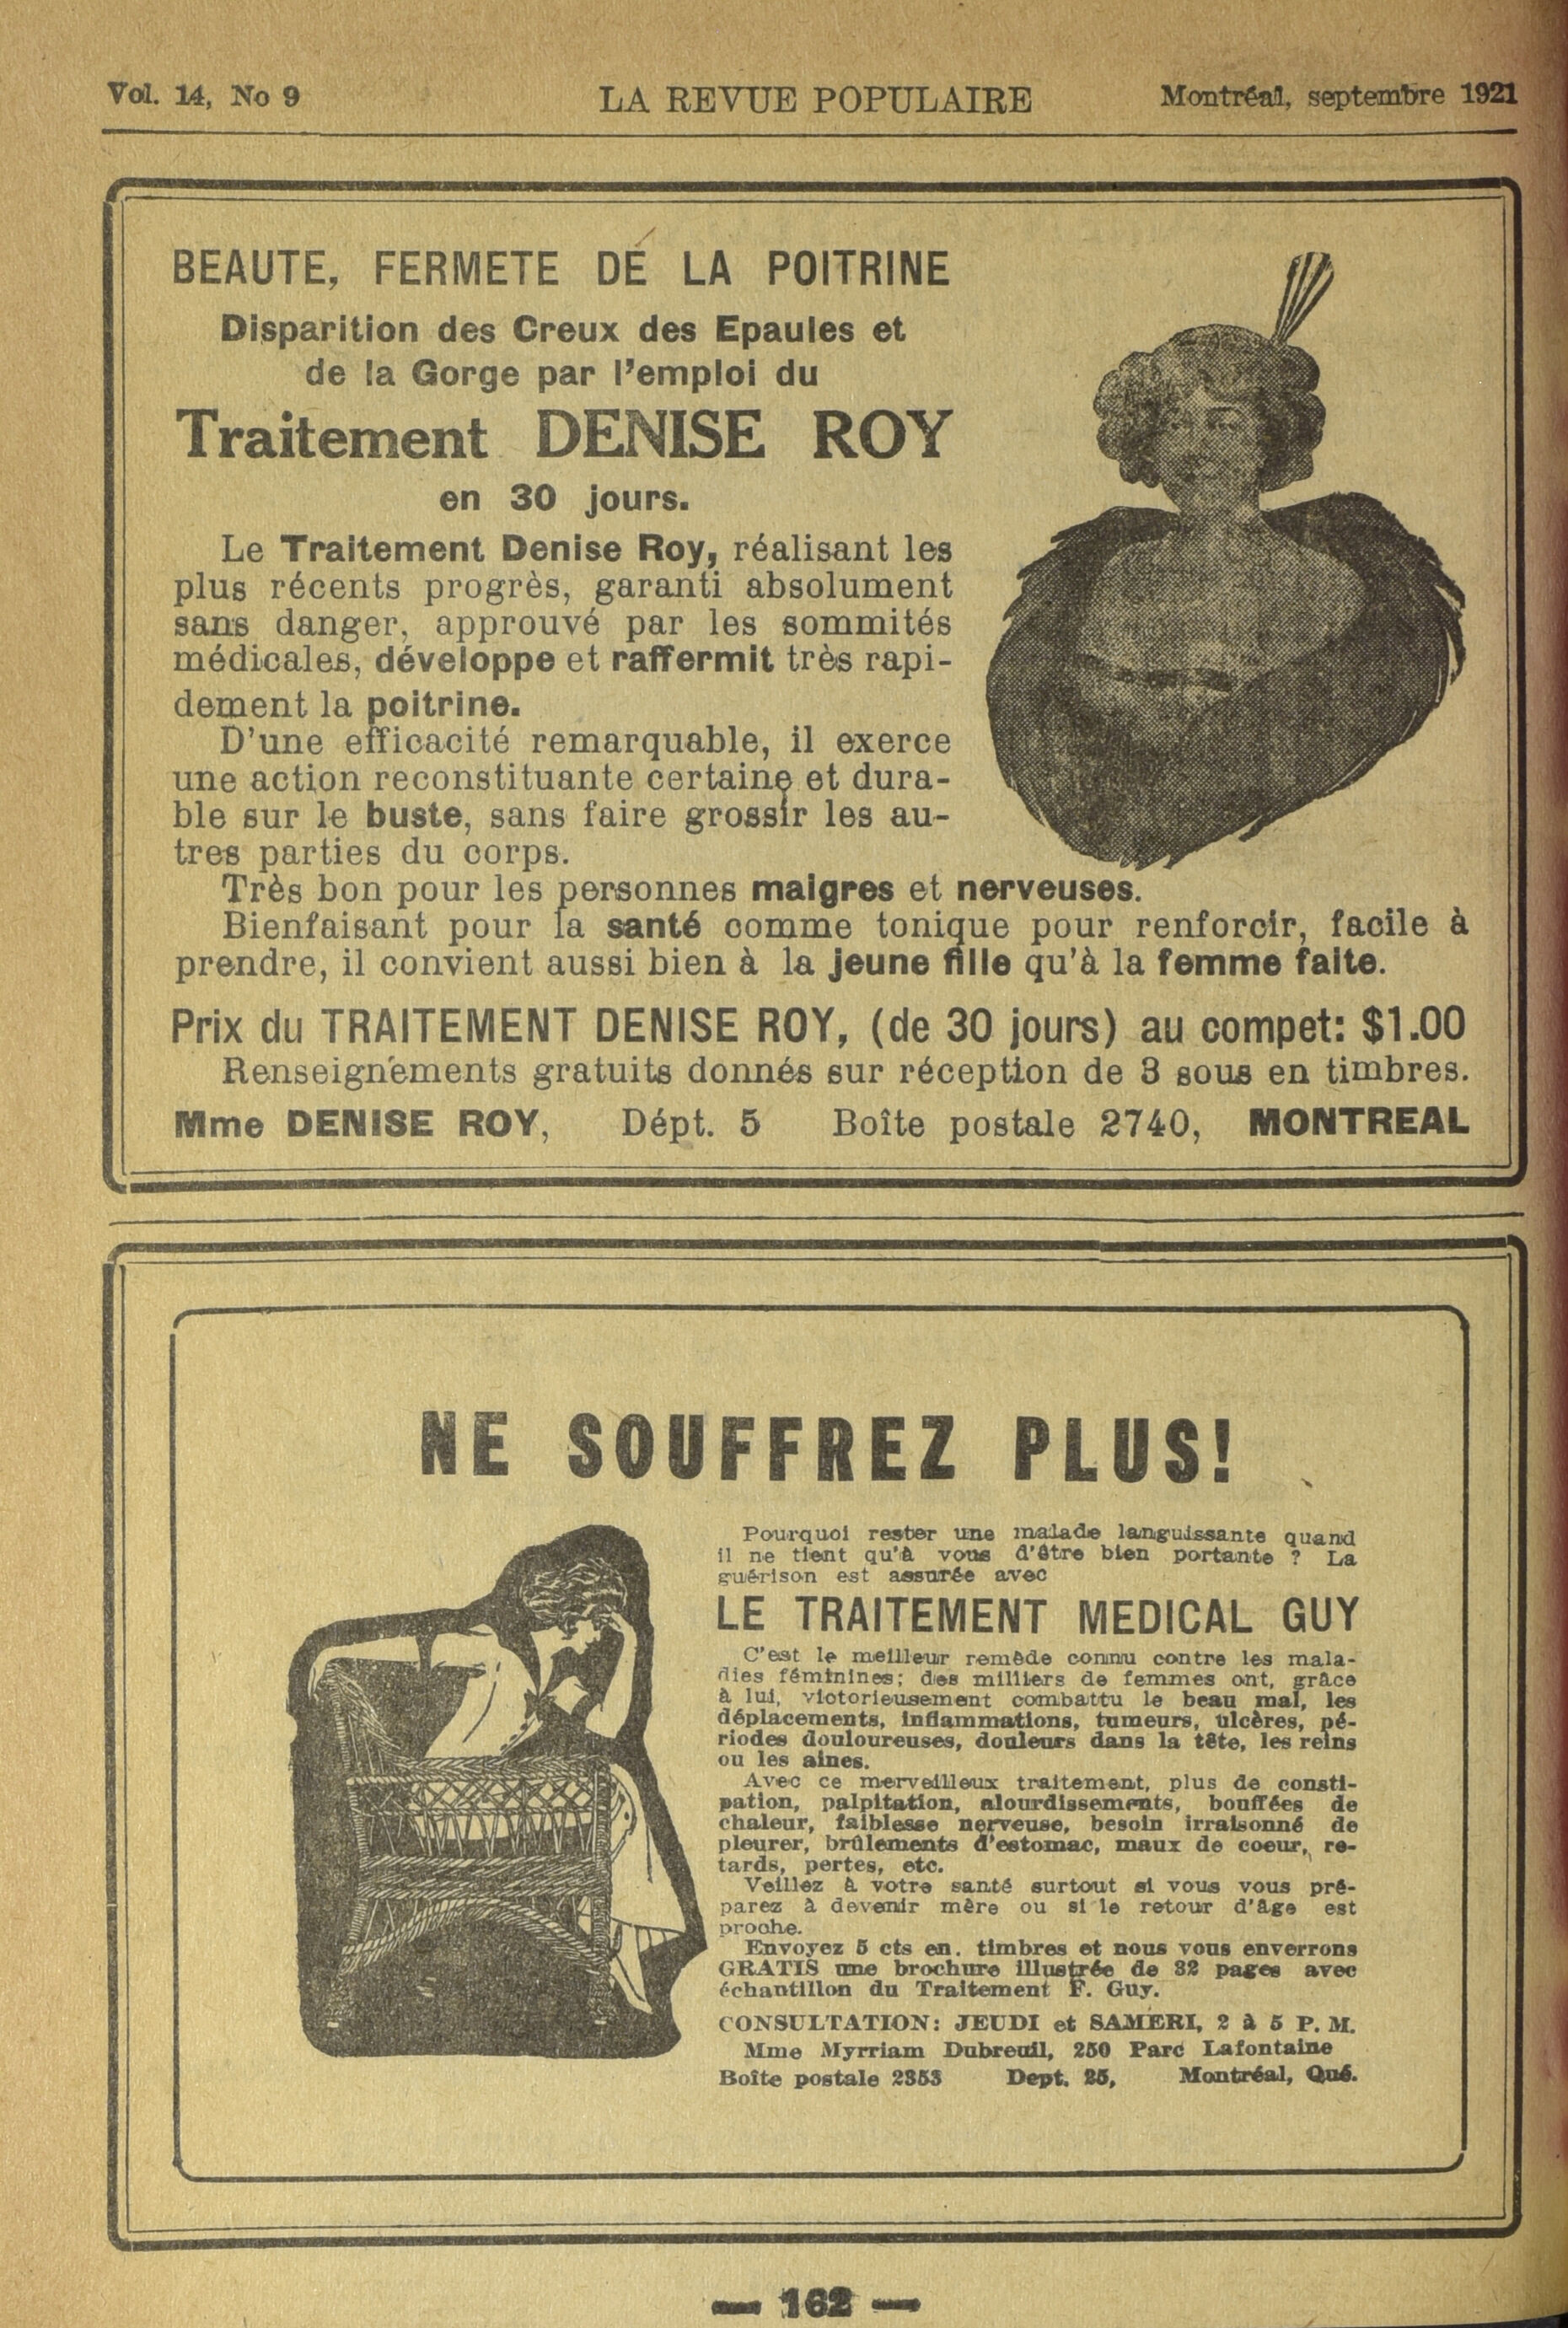 Vol. 14, No 9 LA REVUE POPULAIRE Montréal, septembre 1921
BEAUTE, FERMETE DE LA POITRINE
Disparition des Creux des Epaules et
de la Gorge par l'emploi du
Traitement DENISE ROY
en 30 jours.
Le Traitement Denise Roy, réalisant les
plus récents progrès, garanti absolument
sans danger, approuvé par les sommités
médicales, développe et raffermit très rapi-
dement la poitrine.
D'une efficacité remarquable, il exerce
une action reconstituante certaine et dura-
ble sur le buste, sans faire grossir les au-
tres parties du corps.
Très bon pour les personnes maigres et nerveuses.
Bienfaisant pour la santé comme tonique pour renforcir, facile à
prendre, il convient aussi bien à la jeune fille qu'à la femme faite.
Prix du TRAITEMENT DENISE ROY, (de 30 jours) au compet: $1.00
Renseignements gratuits donnés sur réception de 3 sous en timbres.
Mme DENISE ROY, Dépt. 5 Boîte postale 2740, MONTREAL
NE SOUFFREZ PLUS!
Pourquoi rester une malade languissante quand
il ne tient qu'à vous d'être bien portante ? La
guérison est assurée avec
LE TRAITEMENT MEDICAL GUY
C'est le meilleur remède connu contre les mala-
dies féminines; des milliers de femmes ont, grâce
à lui, victorieusement combattu le beau mal, les
déplacements, inflammations, tumeurs, ulcères, pé-
riodes douloureuses, douleurs dans la tête, les reins
ou les aines.
Avec ce merveilleux traitement, plus de consti-
pation, palpitation, alourdissements, bouffées de
chaleur, faiblesse nerveuse, besoin irraisonné de
pleurer, brûlements d'estomac, maux de coeur, re-
tards, pertes, etc.
Veillez à votre santé surtout si vous vous pré-
parez à devenir mère ou si le retour d'âge est
proche.
Envoyez 5 cts en. timbres et nous vous enverrons
GRATIS une brochure illustrée de 32 pages avec
échantillon du Traitement F. Guy.
CONSULTATION: JEUDI et SAMERI, 2 à 5 P. M.
Mme Myrriam Dubreuil, 250 Parc Lafontaine
Boîte postale 2353 Dept. 25, Montréal, Qué.
— 162 —